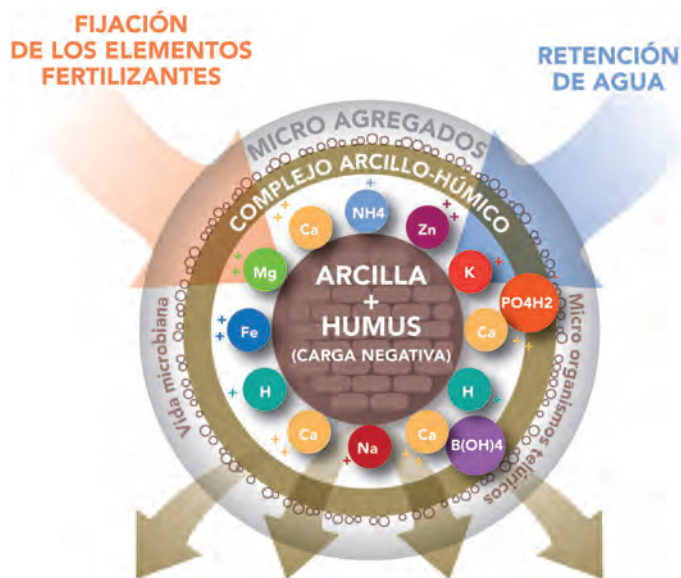 FIJACIÓN
DE LOS ELEMENTOS
FERTILIZANTES
RETENCIÓN
DE AGUA
MICRO AGREGADOS
COMPLEJO ARCILLO-HÚMICO
NH4
+
Ca
++
Zn
++
Mg
++
K
+
ARCILLA
+
HUMUS
(CARGA NEGATIVA)
PO4H2
Fe
++
Ca
++
H
+
H
+
Ca
++
Na
+
Ca
++
B(OH)4
Vida microbiana
Micro organismos telúricos